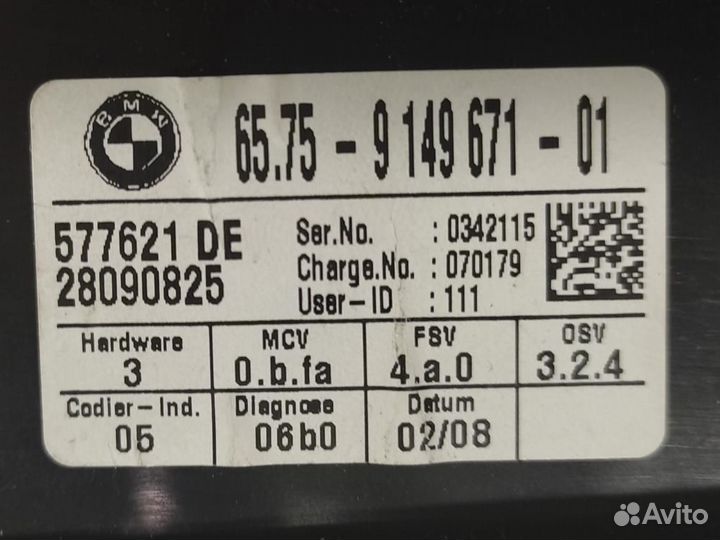 BMW
65.75 - 9 149 671 - 01
577621 DE
28090825
Ser.No. : 0342115
Charge.No. : 070179
User-ID : 111
Hardware MCV FSV OSV
3 0.b.fa 4.a.0 3.2.4
Codier-Ind. Diagnose Datum
05 06b0 02/08
Avito